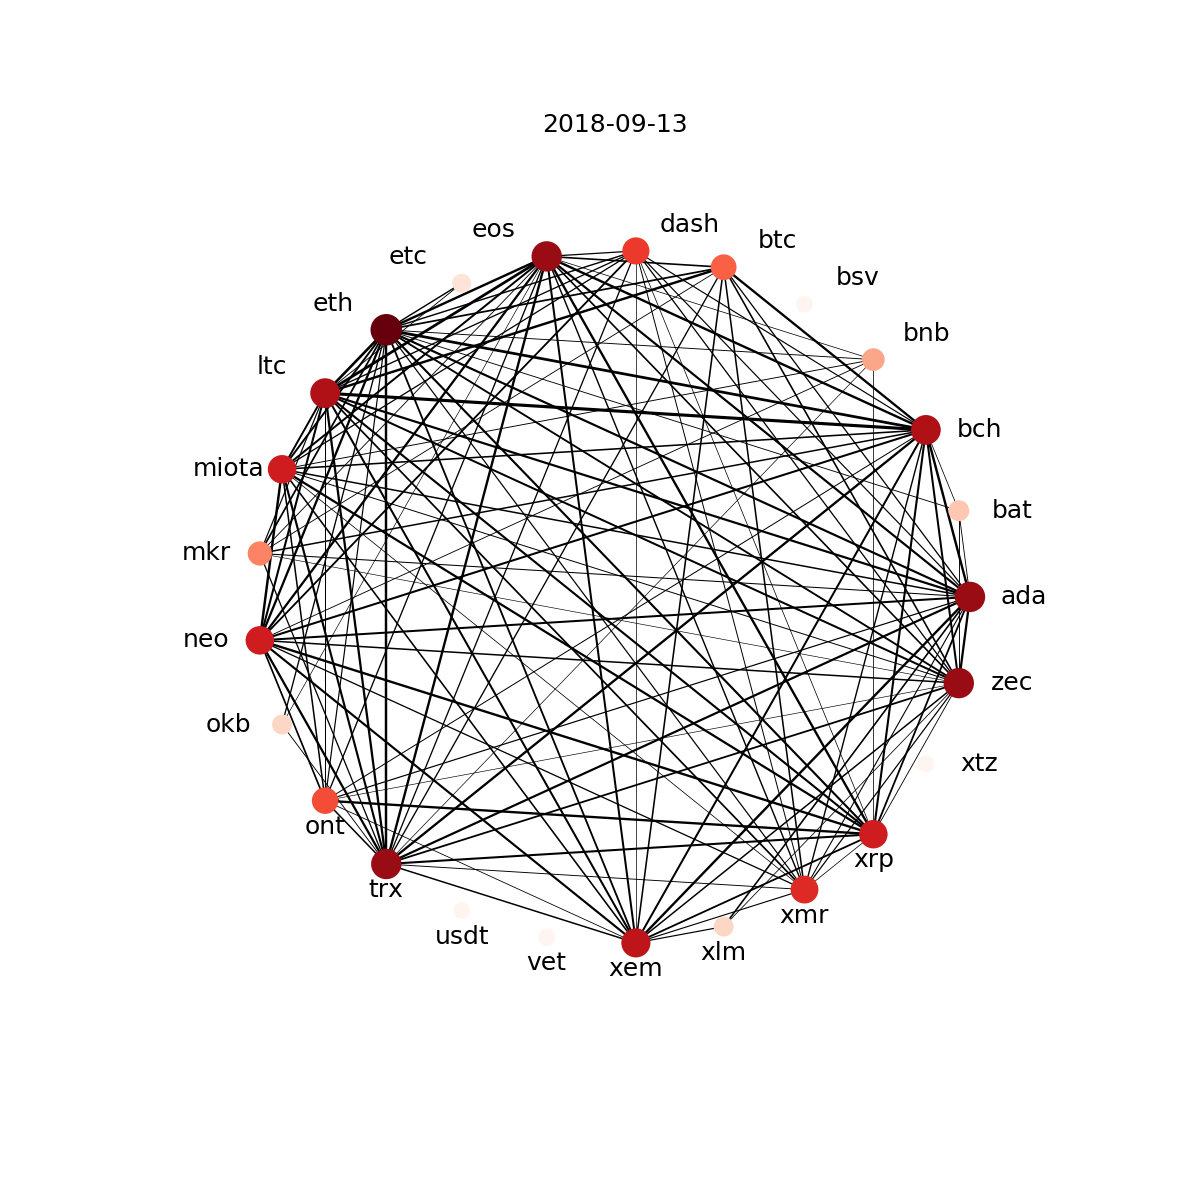 2018-09-13
dash
eos
btc
etc
bsv
eth
bnb
ltc
bch
miota
bat
mkr
ada
neo
zec
okb
xtz
ont
xrp
trx
xmr
usdt
xlm
vet
xem